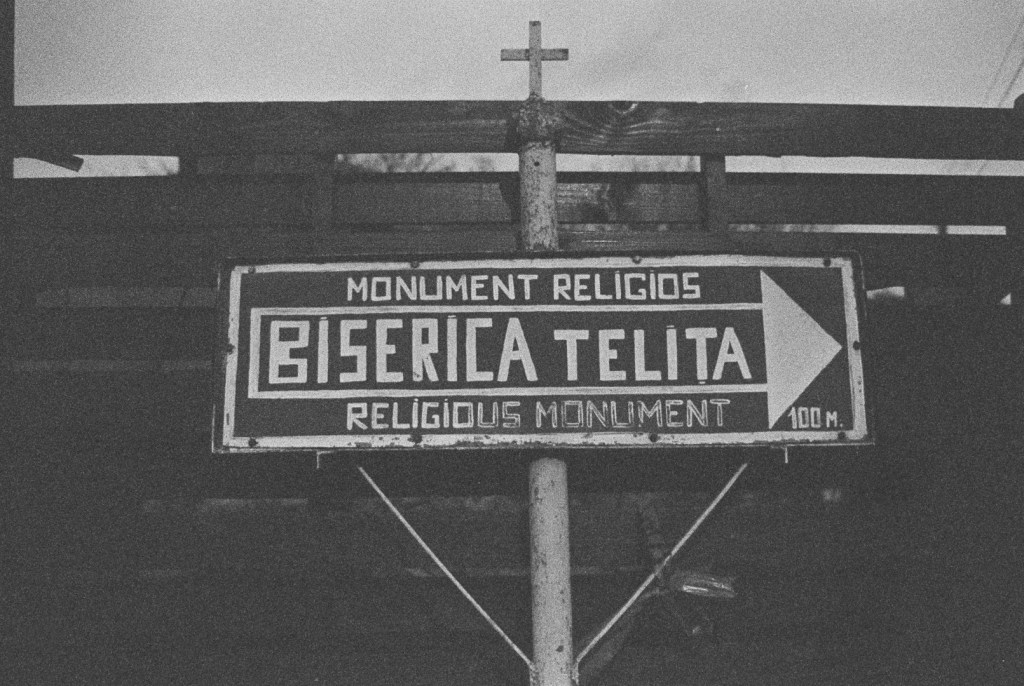 MONUMENT RELIGIOS
BISERICA TELIȚA
RELIGIOUS MONUMENT
100 M.